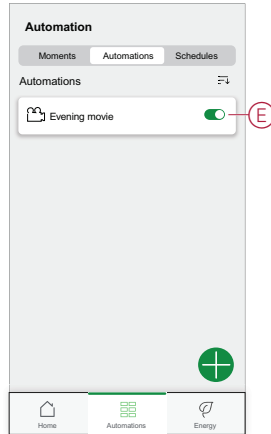 Automation
Moments Automations Schedules
Automations
Evening movie
E
Home Automations Energy